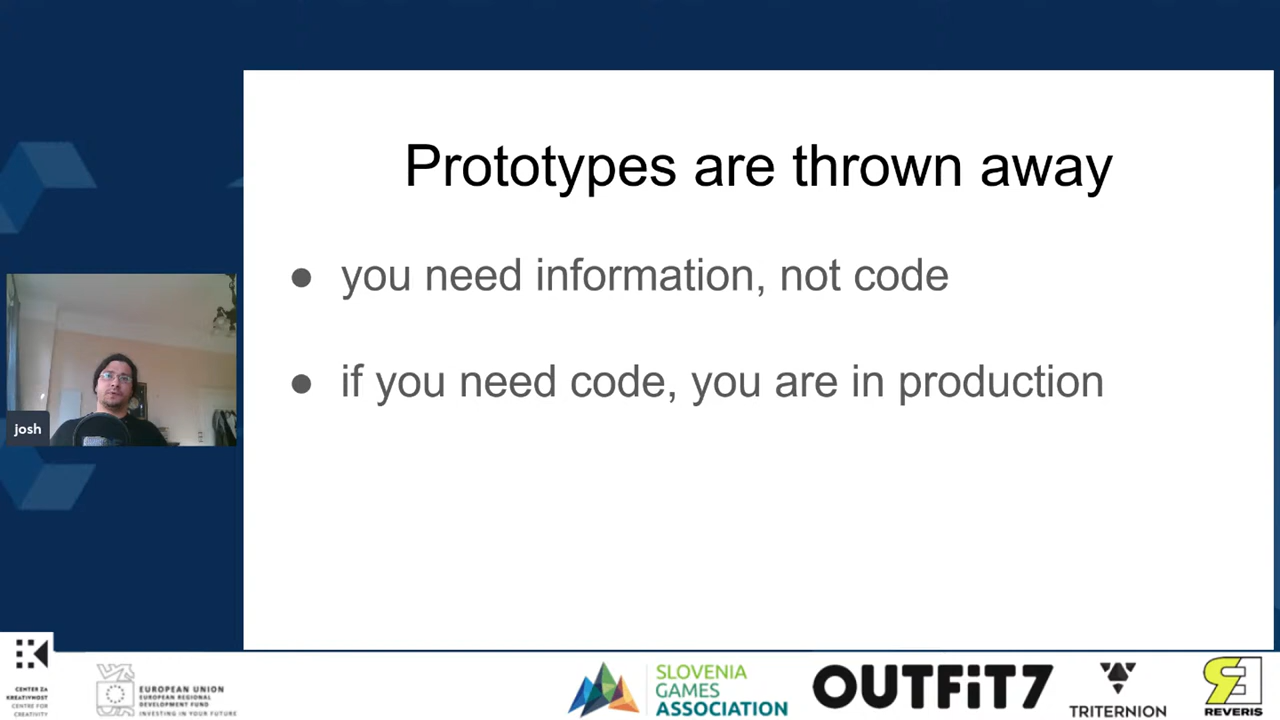 Prototypes are thrown away
● you need information, not code
● if you need code, you are in production
josh
CENTER ZA
KREATIVNOST
CENTRE FOR
CREATIVITY
EUROPEAN UNION
EUROPEAN REGIONAL
DEVELOPMENT FUND
INVESTING IN YOUR FUTURE
SLOVENIA
GAMES
ASSOCIATION
OUTFiT7
TRITERNION
REVERIS